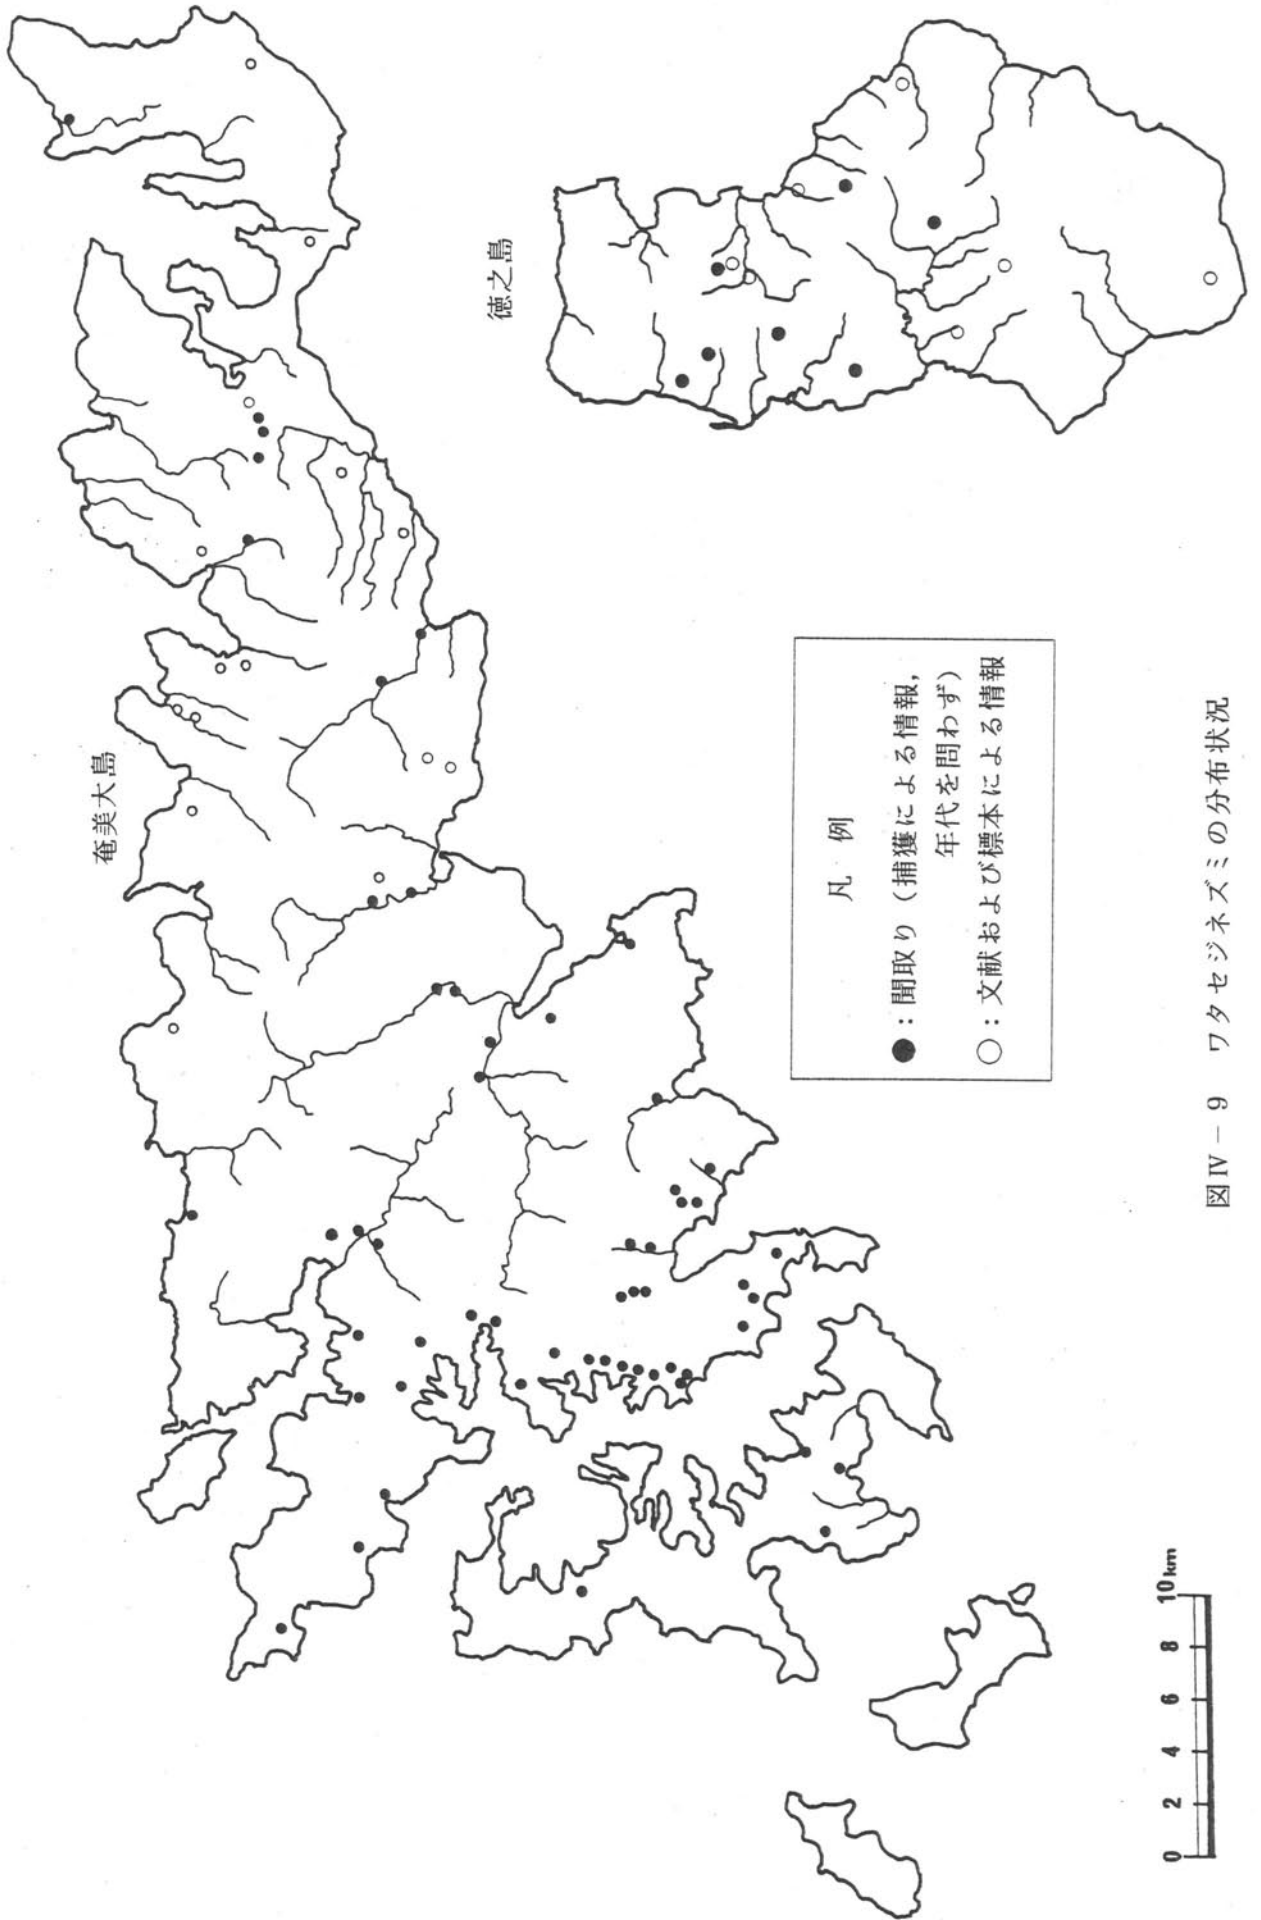 奄美大島
徳之島
凡例
●：聞取り（捕獲による情報，
年代を問わず）
○：文献および標本による情報
0 2 4 6 8 10km
図Ⅳ－9 ワタセジネズミの分布状況